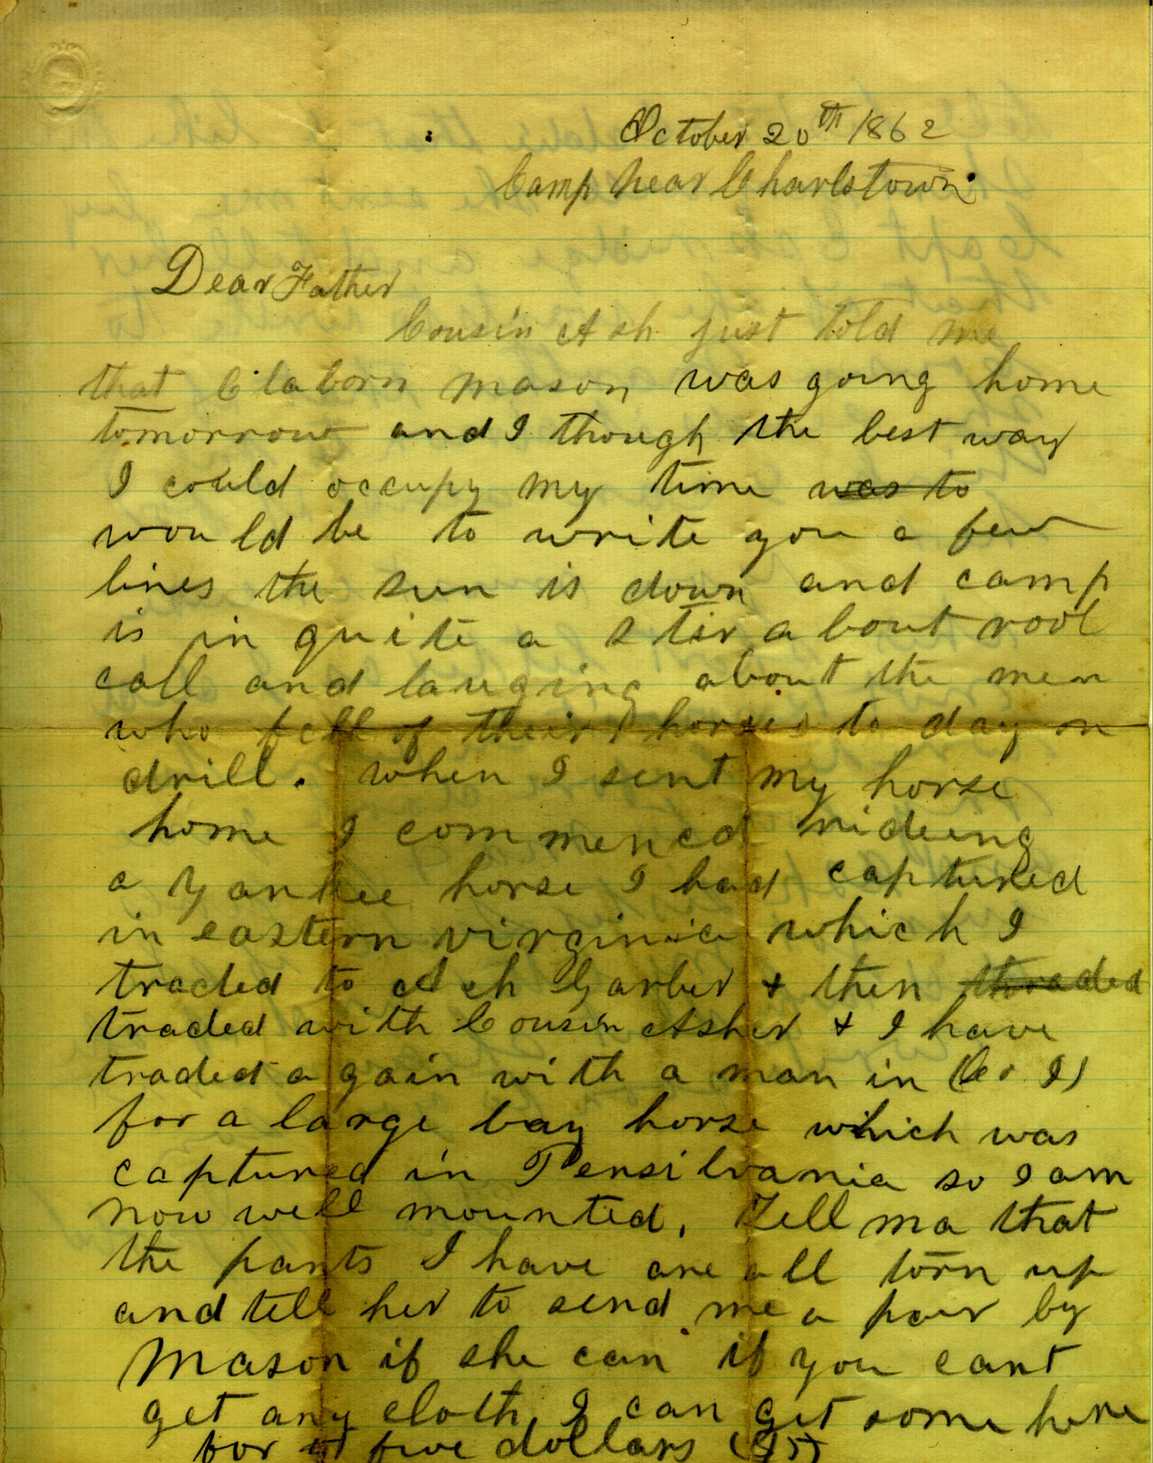 October 20th 1862
Camp near Charlstown.
Dear Father
Cousin Ash just told me
that Claborn Mason was going home
tomorrow and I though the best way
I could occupy my time was to
would be to write you a few
lines the sun is down and camp
is in quite a stir about rool
call and lauging about the men
who fell of their horses to day on
drill. When I sent my horse
home I commenced rideing
a Yankee horse I had captured
in eastern virginia which I
traded to Ash Garber & then thraded
traded with Cousin Asher & I have
traded again with a man in (Co I)
for a large bay horse which was
captured in Pensilvania so I am
now well mounted. Tell ma that
the pants I have are all torn up
and tell her to send me a pair by
Mason if she can if you cant
get any cloth I can get some here
for five dollars ($5)